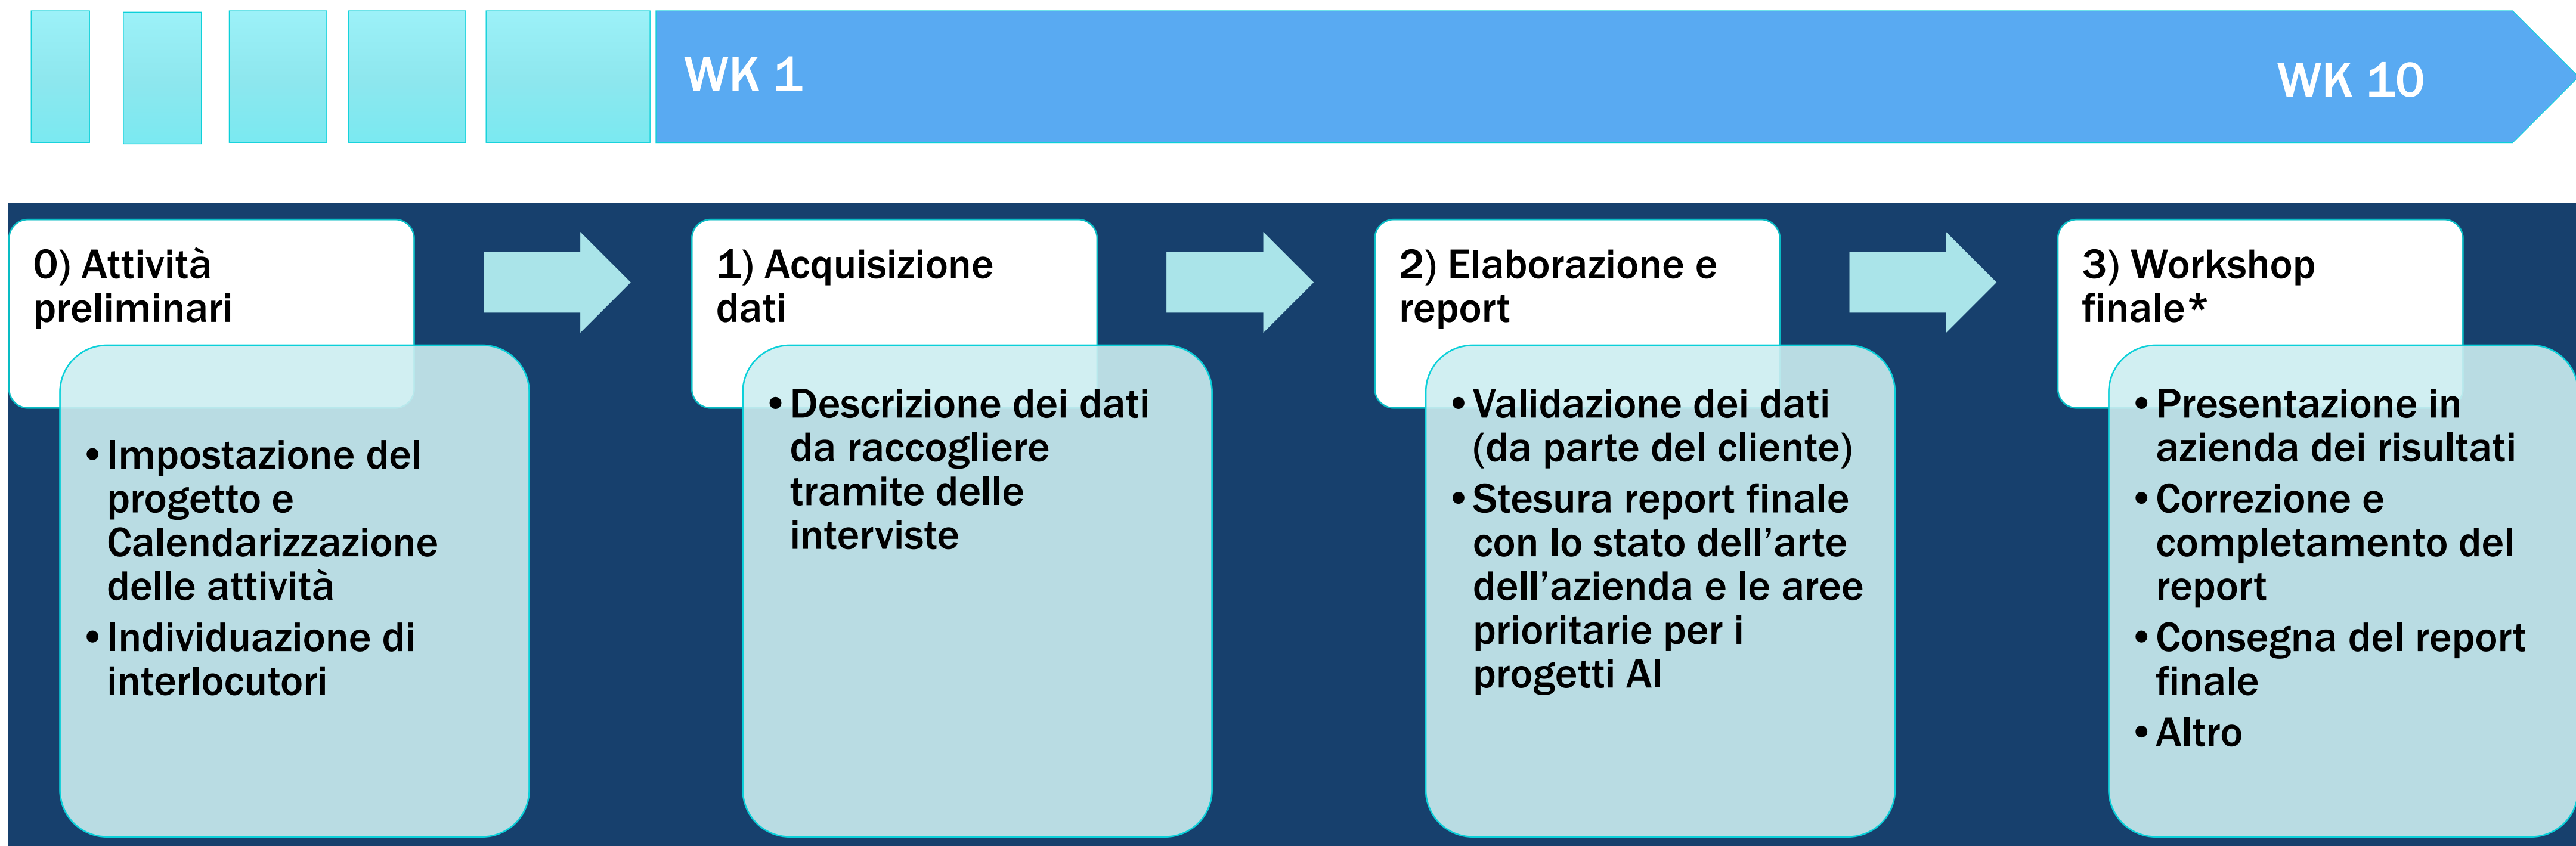 WK 1
WK 10
0) Attività
preliminari
•Impostazione del
progetto e
Calendarizzazione
delle attività
•Individuazione di
interlocutori
1) Acquisizione
dati
•Descrizione dei dati
da raccogliere
tramite delle
interviste
2) Elaborazione e
report
•Validazione dei dati
(da parte del cliente)
•Stesura report finale
con lo stato dell’arte
dell’azienda e le aree
prioritarie per i
progetti AI
3) Workshop
finale*
•Presentazione in
azienda dei risultati
•Correzione e
completamento del
report
•Consegna del report
finale
•Altro